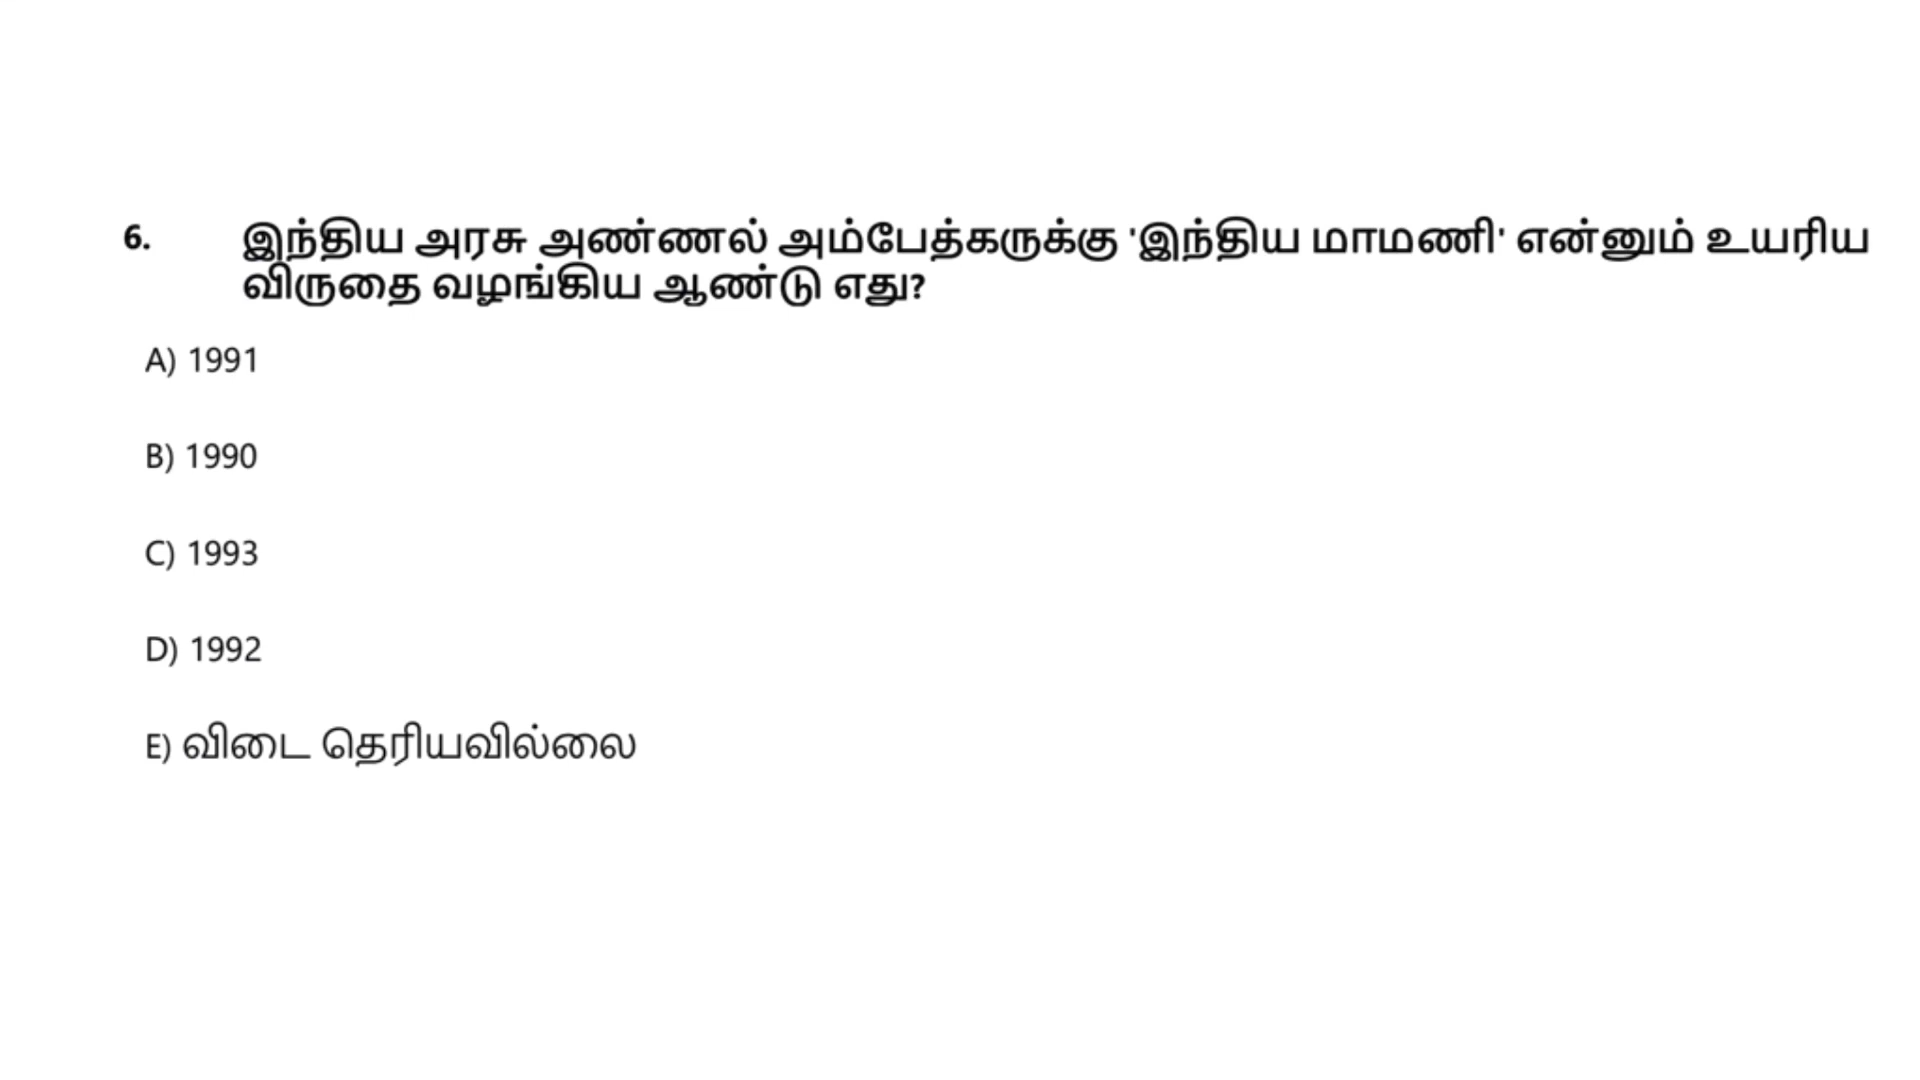 6. இந்திய அரசு அண்ணல் அம்பேத்கருக்கு 'இந்திய மாமணி' என்னும் உயரிய
விருதை வழங்கிய ஆண்டு எது?
A) 1991
B) 1990
C) 1993
D) 1992
E) விடை தெரியவில்லை